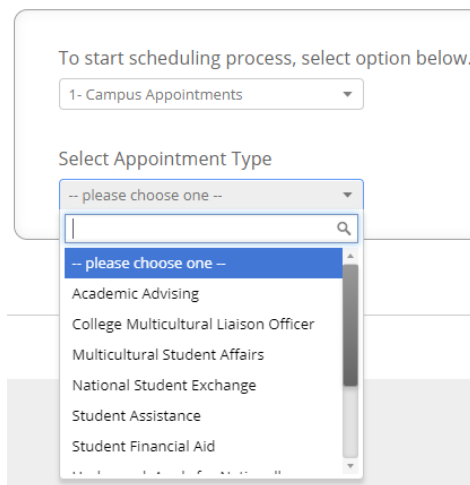 To start scheduling process, select option below.
1- Campus Appointments
Select Appointment Type
-- please choose one --
-- please choose one --
Academic Advising
College Multicultural Liaison Officer
Multicultural Student Affairs
National Student Exchange
Student Assistance
Student Financial Aid